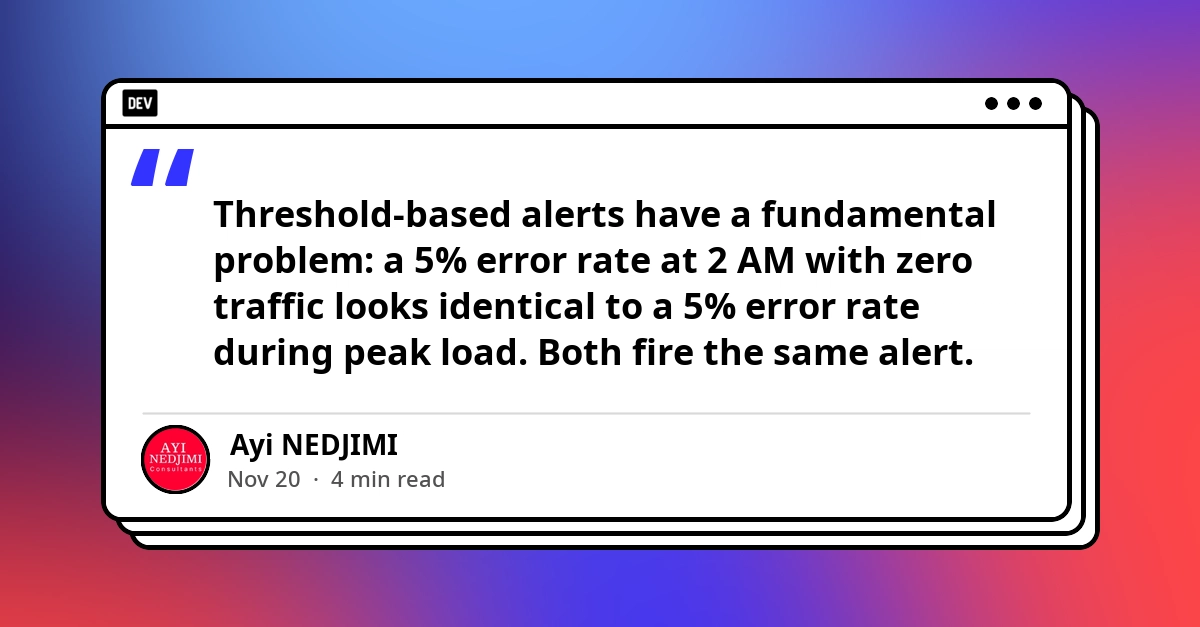 DEV
“
Threshold-based alerts have a fundamental
problem: a 5% error rate at 2 AM with zero
traffic looks identical to a 5% error rate
during peak load. Both fire the same alert.
AYI
NEDJIMI
Consultants
Ayi NEDJIMI
Nov 20 · 4 min read